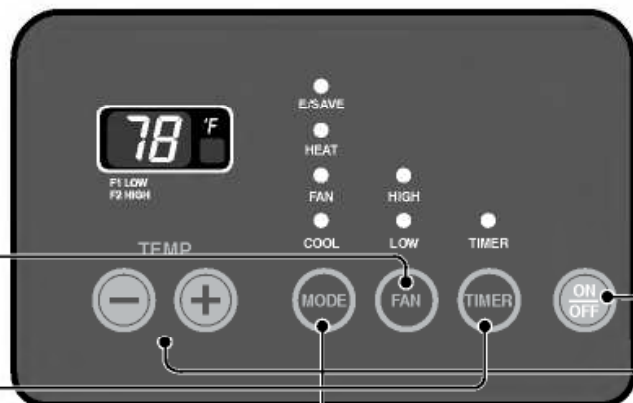 E/SAVE
78 °F
HEAT
F1 LOW
F2 HIGH
FAN HIGH
COOL LOW TIMER
TEMP
MODE FAN TIMER ON
OFF